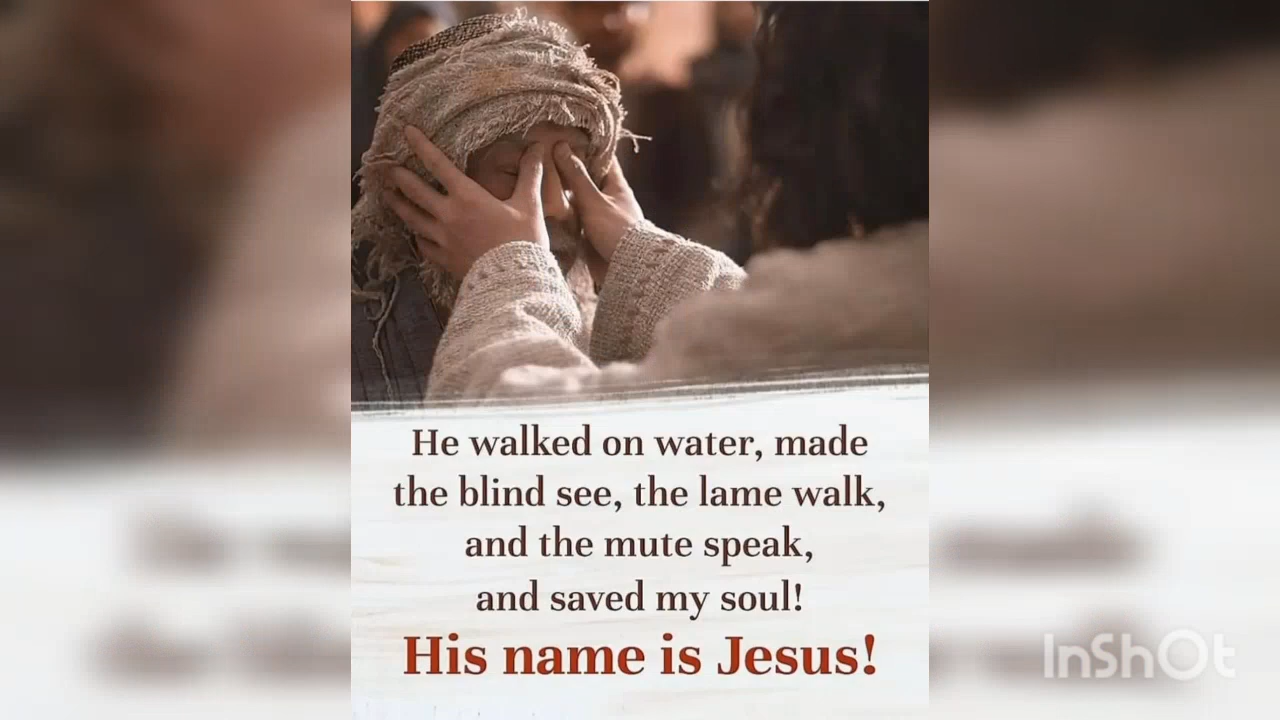 He walked on water, made
the blind see, the lame walk,
and the mute speak,
and saved my soul!
His name is Jesus!
InShOt